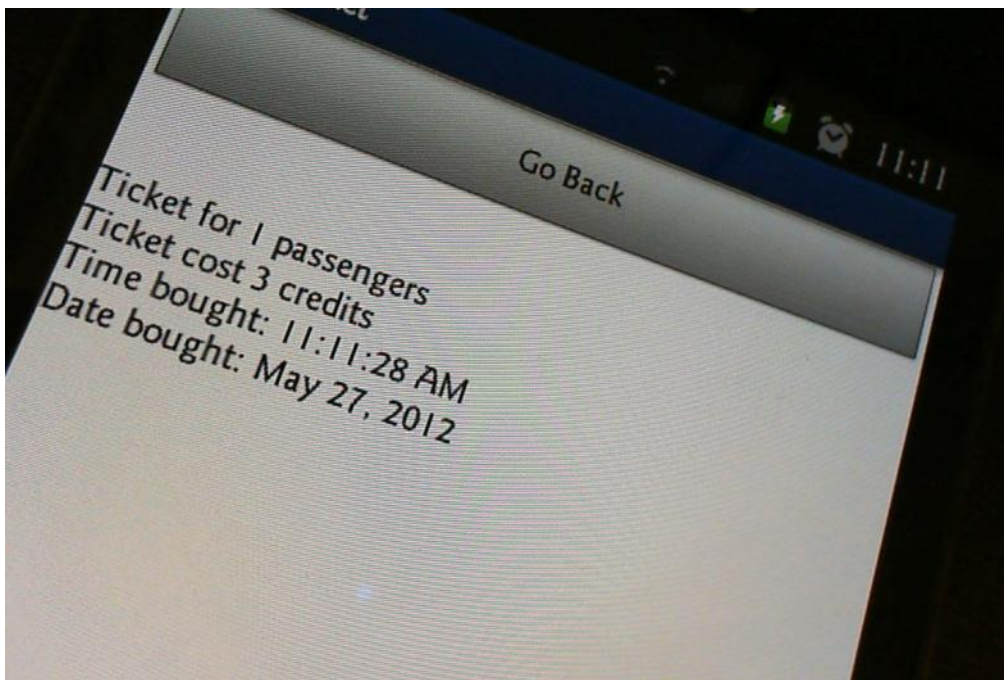 11:11
Go Back
Ticket for 1 passengers
Ticket cost 3 credits
Time bought: 11:11:28 AM
Date bought: May 27, 2012